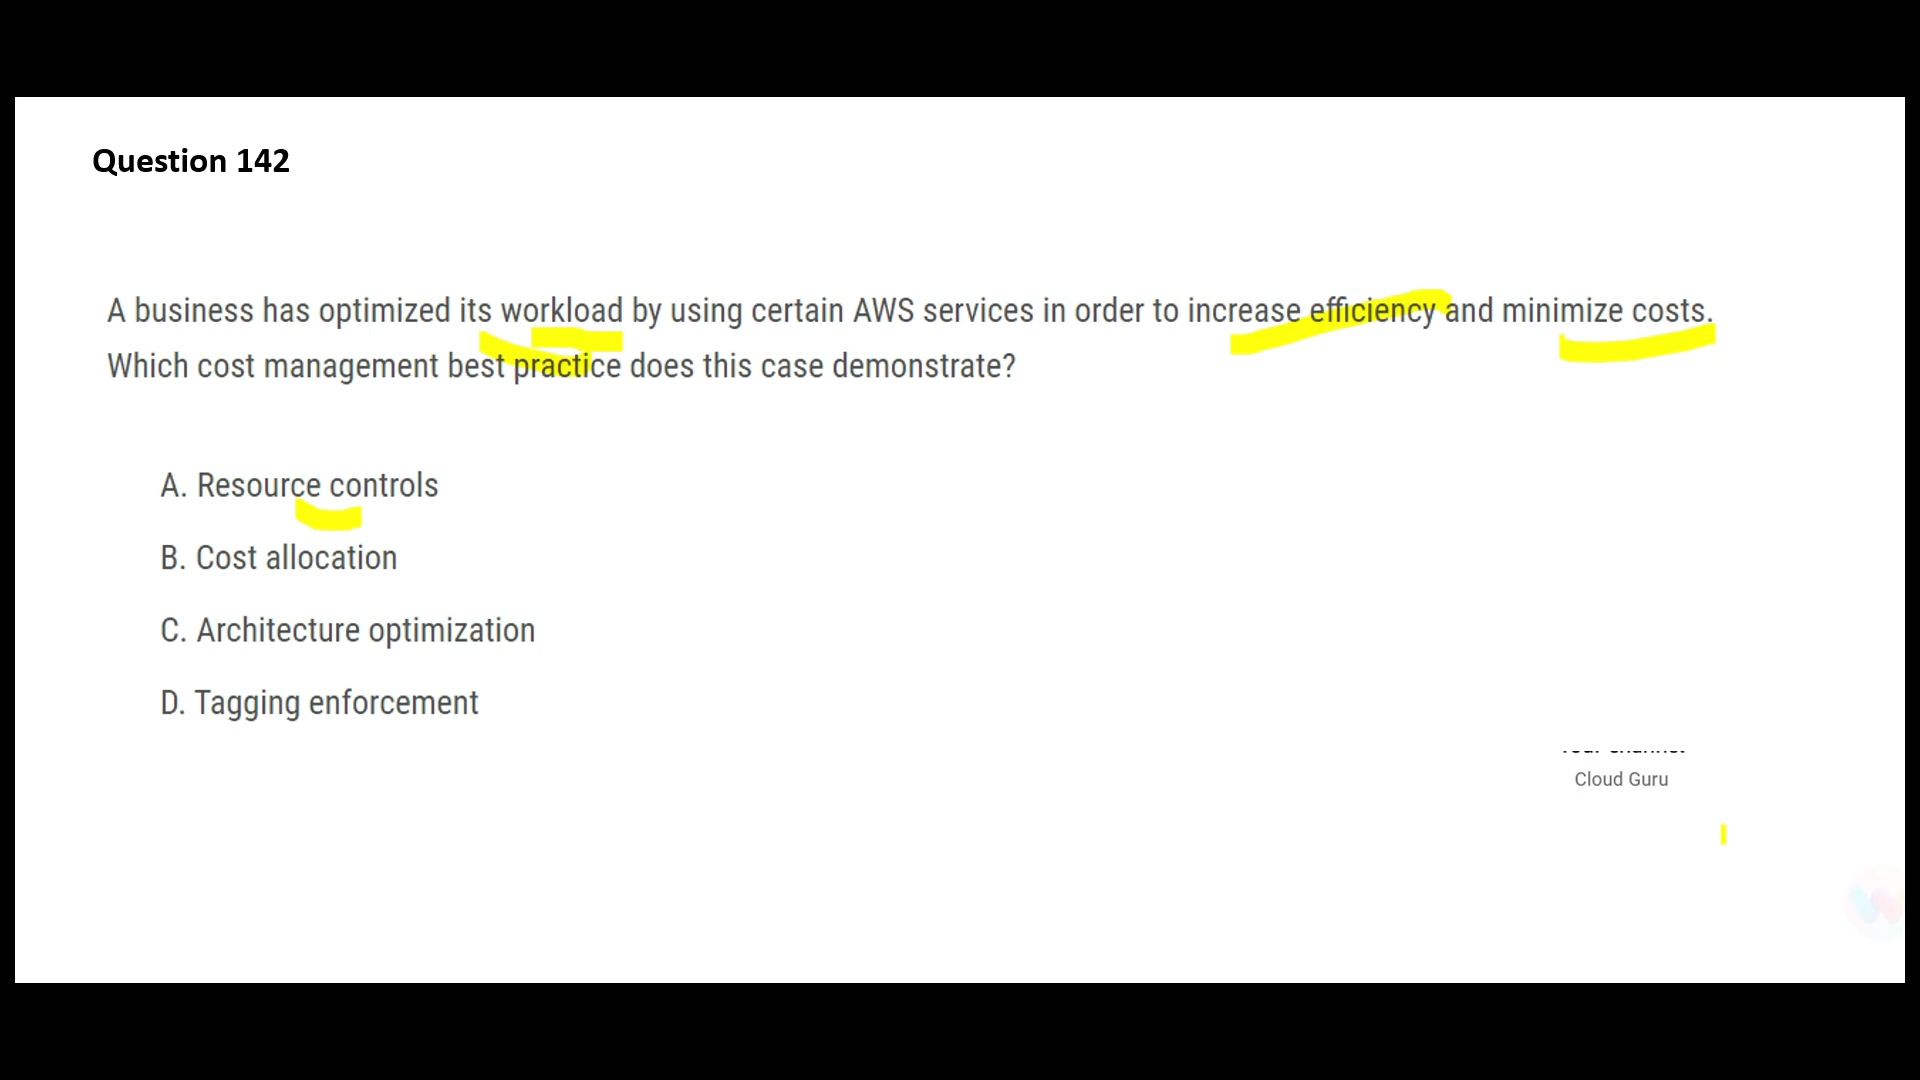 Question 142
A business has optimized its workload by using certain AWS services in order to increase efficiency and minimize costs.
Which cost management best practice does this case demonstrate?
A. Resource controls
B. Cost allocation
C. Architecture optimization
D. Tagging enforcement
Cloud Guru